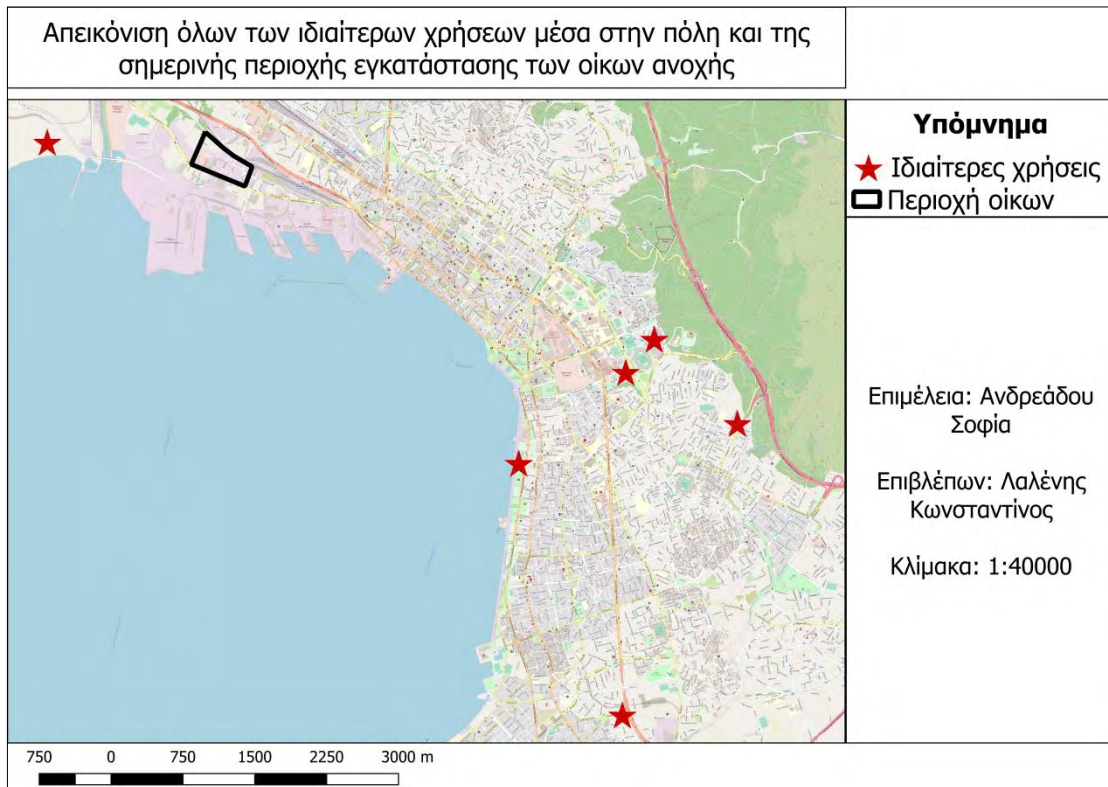 Απεικόνιση όλων των ιδιαίτερων χρήσεων μέσα στην πόλη και της
σημερινής περιοχής εγκατάστασης των οίκων ανοχής
Υπόμνημα
Ιδιαίτερες χρήσεις
Περιοχή οίκων
Επιμέλεια: Ανδρεάδου
Σοφία
Επιβλέπων: Λαλένης
Κωνσταντίνος
Κλίμακα: 1:40000
750 0 750 1500 2250 3000 m